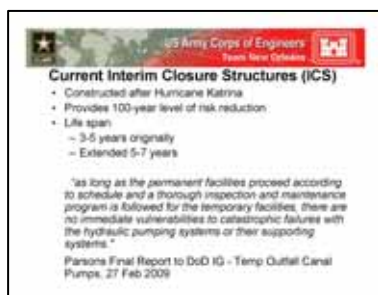 US Army Corps of Engineers
Team New Orleans
Current Interim Closure Structures (ICS)
• Constructed after Hurricane Katrina
• Provides 100-year level of risk reduction
• Life span
– 3-5 years originally
– Extended 5-7 years
"as long as the permanent facilities proceed according
to schedule and a thorough inspection and maintenance
program is followed for the temporary facilities, there are
no immediate vulnerabilities to catastrophic failures with
the hydraulic pumping systems or their supporting
systems."
Parsons Final Report to DoD IG - Temp Outfall Canal
Pumps, 27 Feb 2009